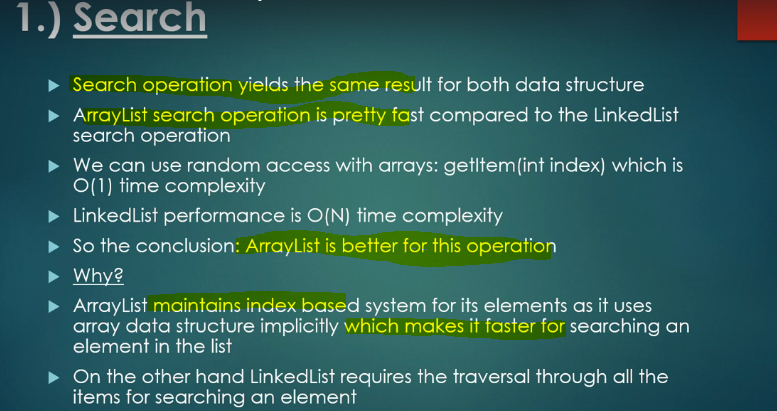 1.) Search
Search operation yields the same result for both data structure
ArrayList search operation is pretty fast compared to the LinkedList
search operation
We can use random access with arrays: getItem(int index) which is
O(1) time complexity
LinkedList performance is O(N) time complexity
So the conclusion: ArrayList is better for this operation
Why?
ArrayList maintains index based system for its elements as it uses
array data structure implicitly which makes it faster for searching an
element in the list
On the other hand LinkedList requires the traversal through all the
items for searching an element